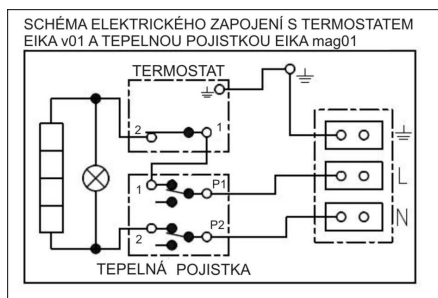 SCHÉMA ELEKTRICKÉHO ZAPOJENÍ S TERMOSTATEM
EIKA v01 A TEPELNOU POJISTKOU EIKA mag01
TERMOSTAT
2
1
1
P1
L
P2
N
2
TEPELNÁ POJISTKA